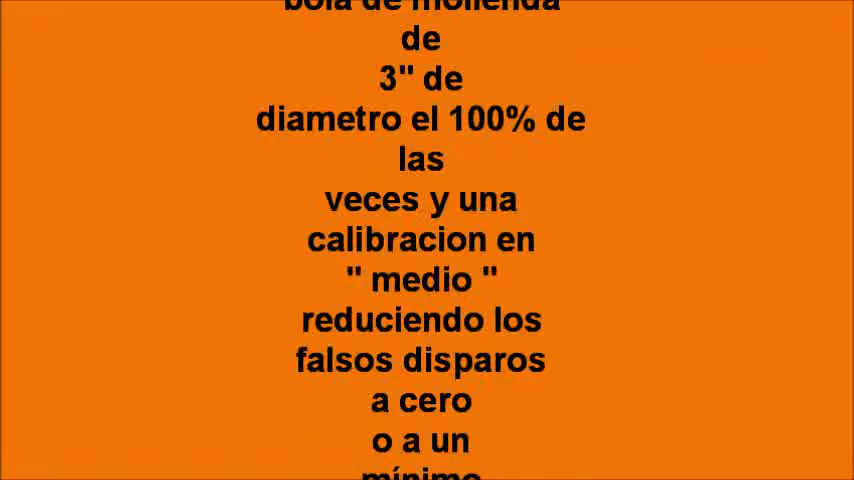 bola de molienda
de
3" de
diametro el 100% de
las
veces y una
calibracion en
" medio "
reduciendo los
falsos disparos
a cero
o a un
mínimo